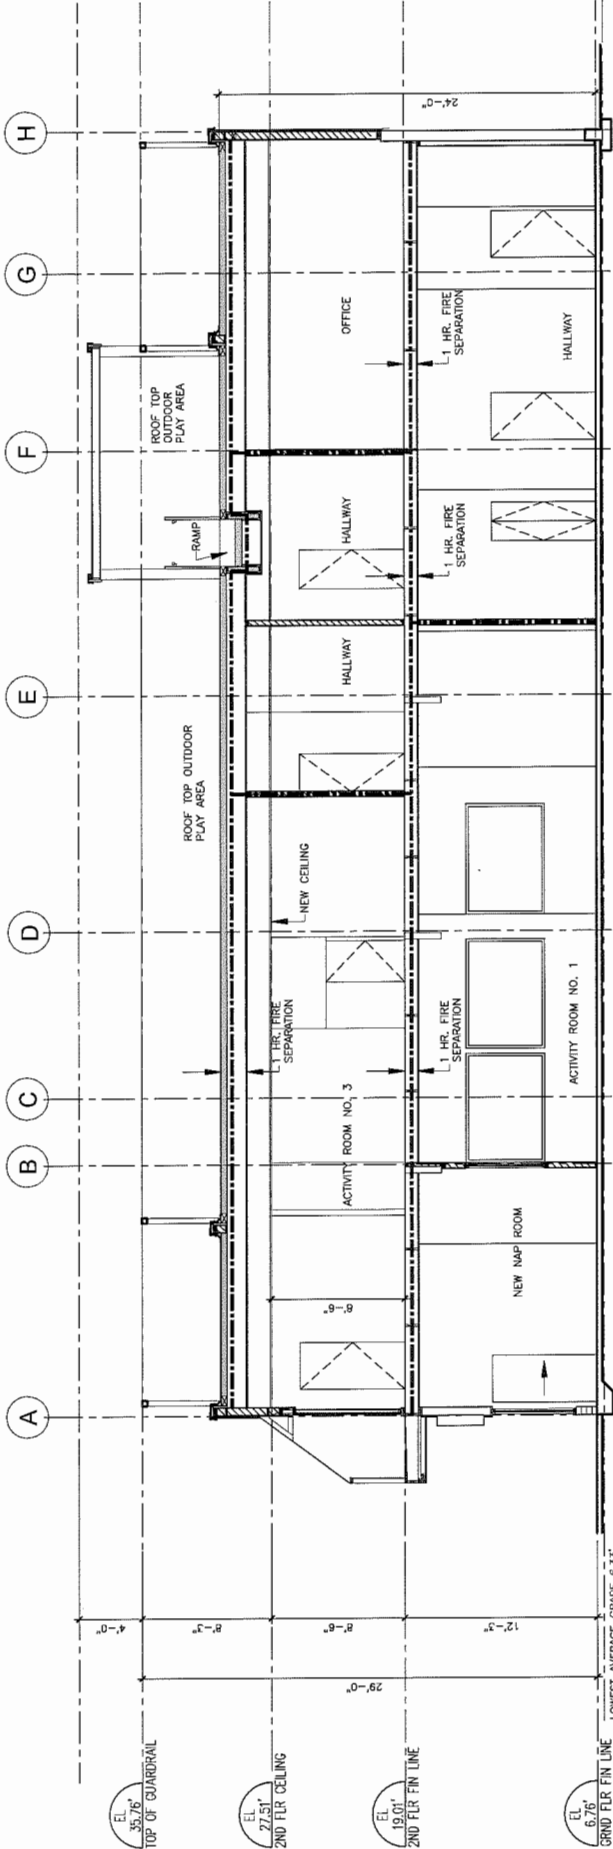 H
G
F
E
D
C
B
A
24'-0"
ROOF TOP
OUTDOOR
PLAY AREA
RAMP
ROOF TOP OUTDOOR
PLAY AREA
OFFICE
HALLWAY
HALLWAY
1 HR. FIRE
SEPARATION
1 HR. FIRE
SEPARATION
HALLWAY
NEW CEILING
1 HR. FIRE
SEPARATION
1 HR. FIRE
SEPARATION
ACTIVITY ROOM NO. 3
ACTIVITY ROOM NO. 1
8'-6"
NEW NAP ROOM
4'-0"
8'-3"
8'-6"
12'-3"
29'-0"
EL
35.76'
TOP OF GUARDRAIL
EL
27.51'
2ND FLR CEILING
EL
19.01'
2ND FLR FIN LINE
EL
6.76'
GRND FLR FIN LINE
LOWEST AVERAGE GRADE